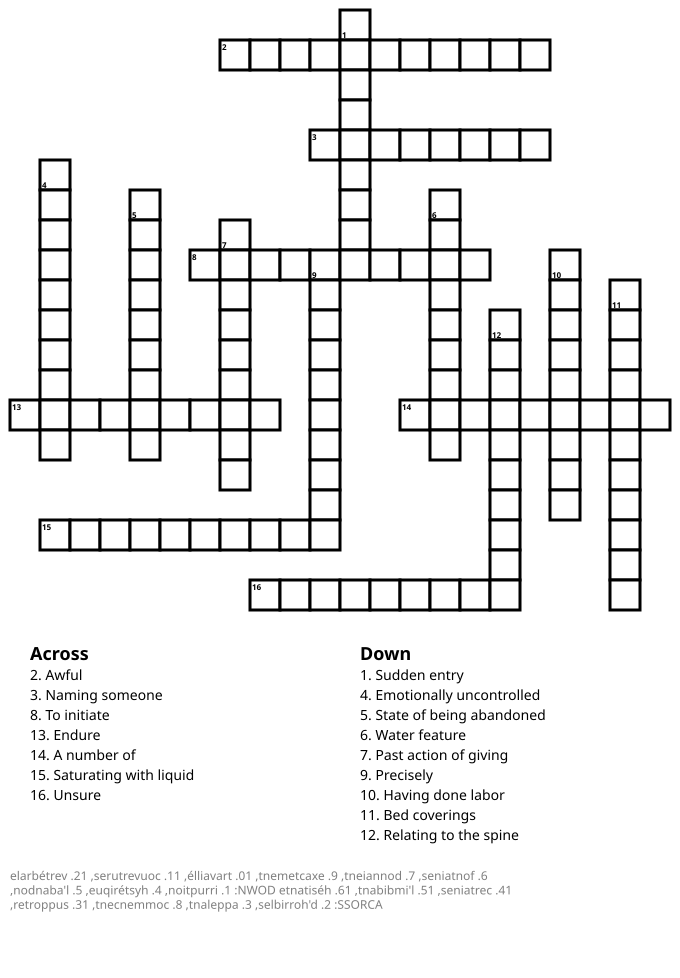 1
2
3
4
5
6
7
8
9
10
11
12
13
14
15
16
Across
2. Awful
3. Naming someone
8. To initiate
13. Endure
14. A number of
15. Saturating with liquid
16. Unsure
Down
1. Sudden entry
4. Emotionally uncontrolled
5. State of being abandoned
6. Water feature
7. Past action of giving
9. Precisely
10. Having done labor
11. Bed coverings
12. Relating to the spine
elarbétrev .21 ,serutrevuoc .11 ,élliavart .01 ,tnemetcaxe .9 ,tneiannod .7 ,seniatnof .6
,nodnaba'l .5 ,euqirétsyh .4 ,noitpurri .1 :NWOD etnatiséh .61 ,tnabibmi'l .51 ,seniatrec .41
,retroppus .31 ,tnecnemmoc .8 ,tnaleppa .3 ,selbirroh'd .2 :SSORCA